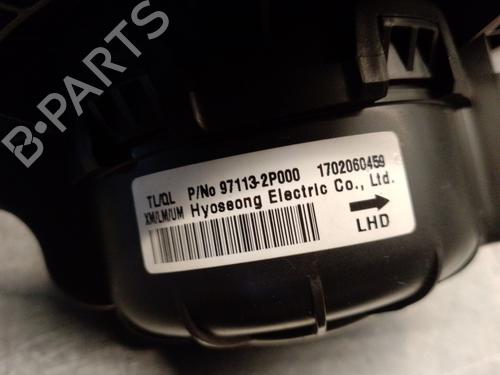 B-PARTS
TL/QL P/No 97113-2P000 1702060459
XM/LM/UM Hyoseong Electric Co., Ltd.
LHD